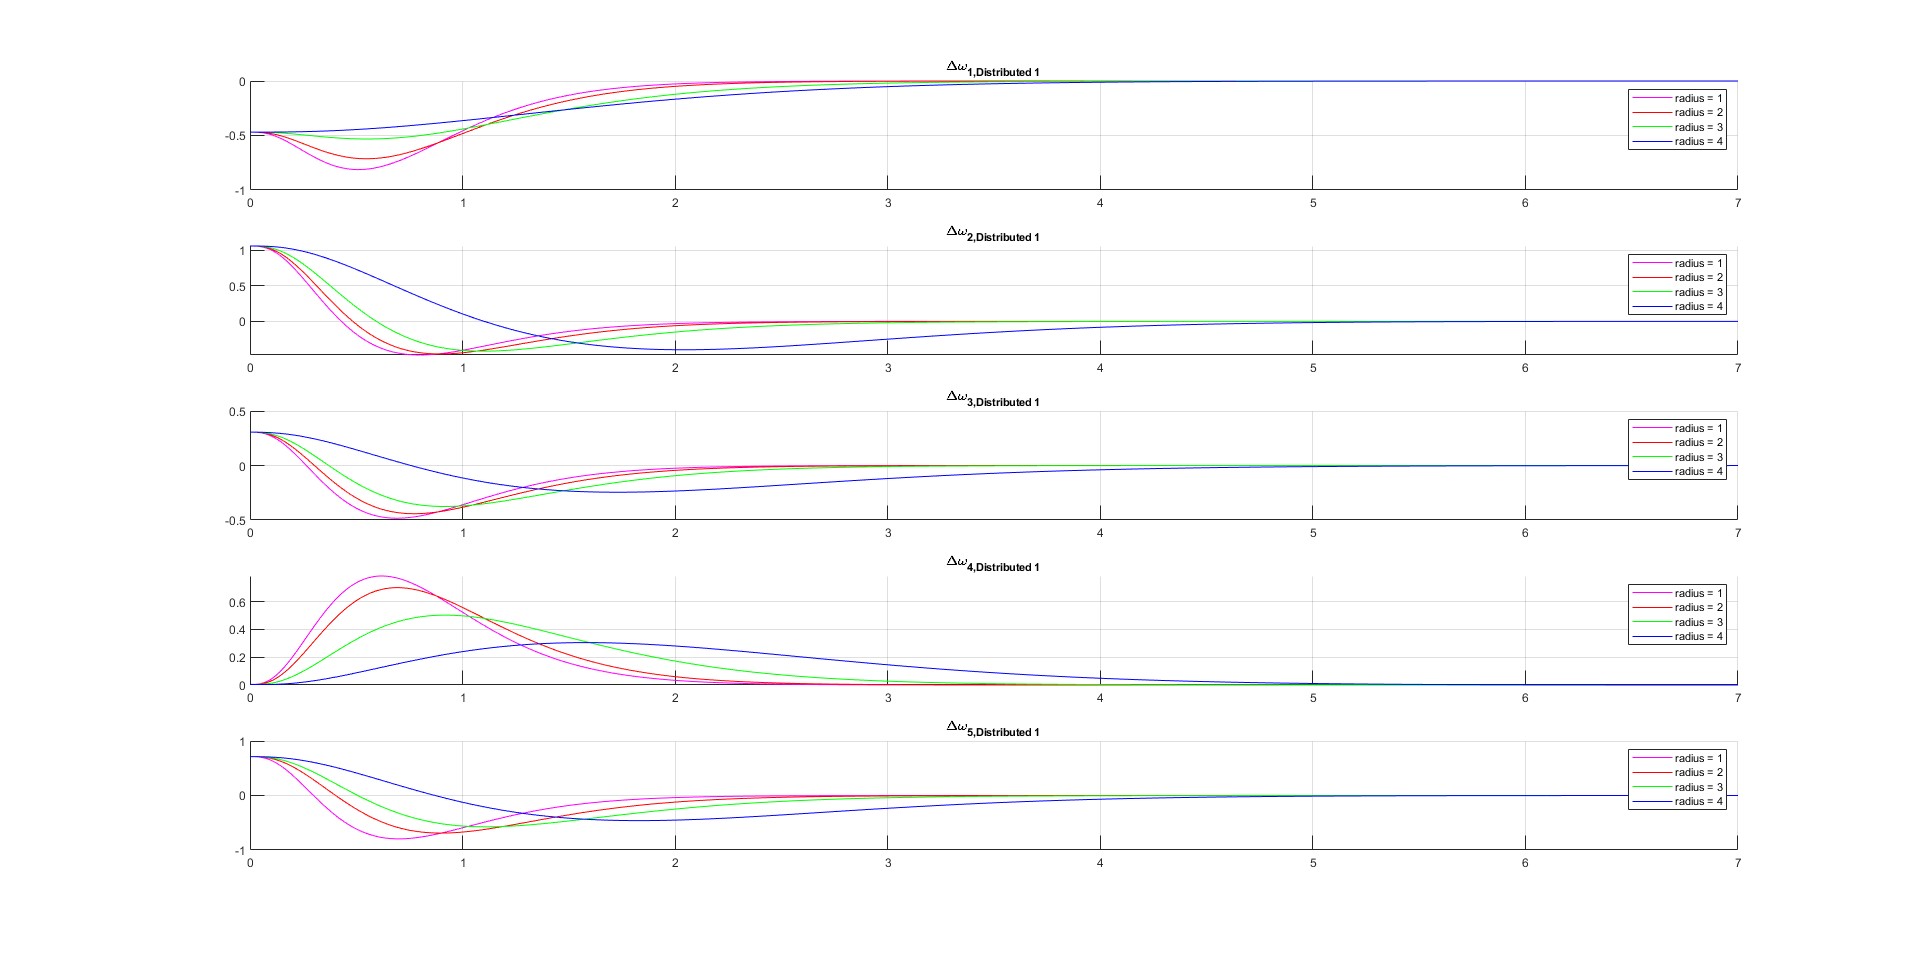 Δω1,Distributed 1
0
-0.5
-1
0 1 2 3 4 5 6 7
radius = 1
radius = 2
radius = 3
radius = 4
Δω2,Distributed 1
1
0.5
0
0 1 2 3 4 5 6 7
radius = 1
radius = 2
radius = 3
radius = 4
Δω3,Distributed 1
0.5
0
-0.5
0 1 2 3 4 5 6 7
radius = 1
radius = 2
radius = 3
radius = 4
Δω4,Distributed 1
0.6
0.4
0.2
0
0 1 2 3 4 5 6 7
radius = 1
radius = 2
radius = 3
radius = 4
Δω5,Distributed 1
1
0
-1
0 1 2 3 4 5 6 7
radius = 1
radius = 2
radius = 3
radius = 4